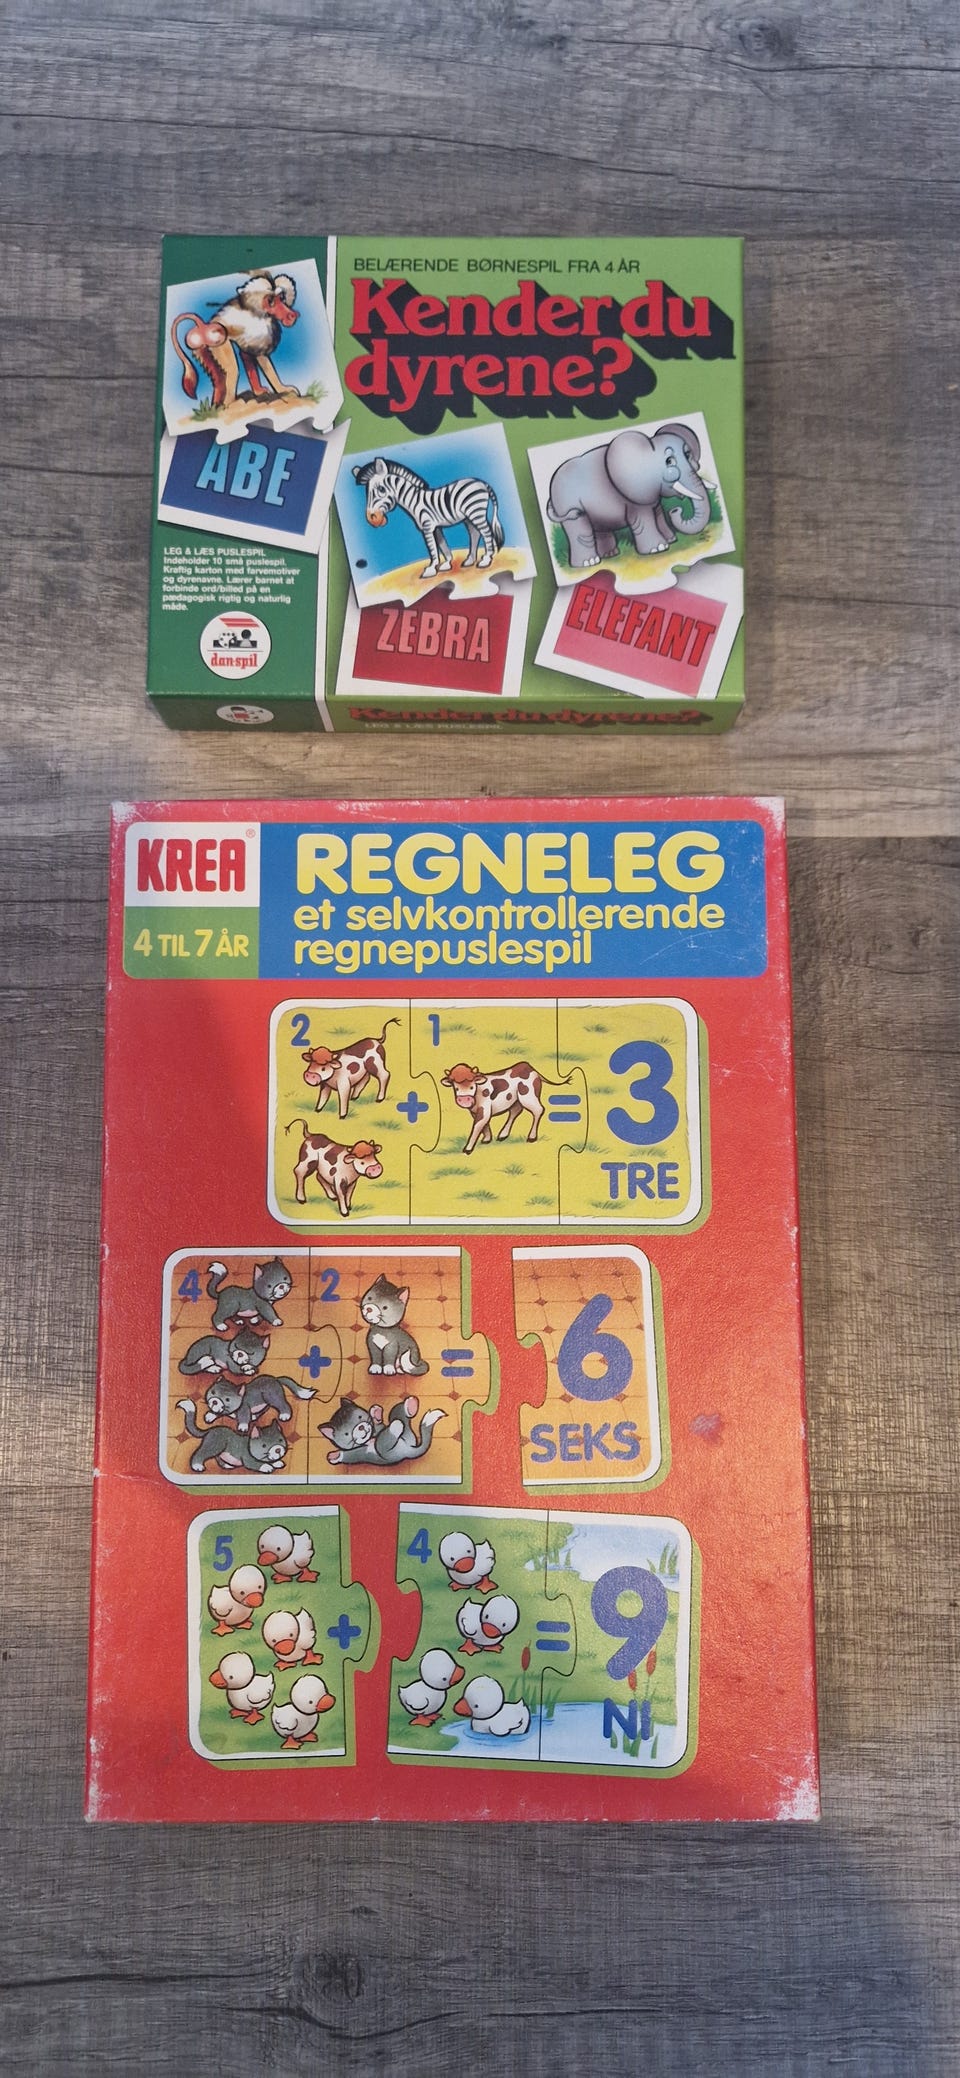 BELÆRENDE BØRNESPIL FRA 4 ÅR
Kender du
dyrene?
ABE
ZEBRA
ELEFANT
LEG & LÆS PUSLESPIL
Indeholder 10 små puslespil.
Kraftig karton med farvemotiver
og dyrenavne. Lærer barnet at
forbinde ord/billed på en
pædagogisk rigtig og naturlig
måde.
dan-spil
Kender du dyrene?
LEG & LÆS PUSLESPIL
KREA®
4 TIL 7 ÅR
REGNELEG
et selvkontrollerende
regnepuslespil
2 + 1 = 3
TRE
4 + 2 = 6
SEKS
5 + 4 = 9
NI